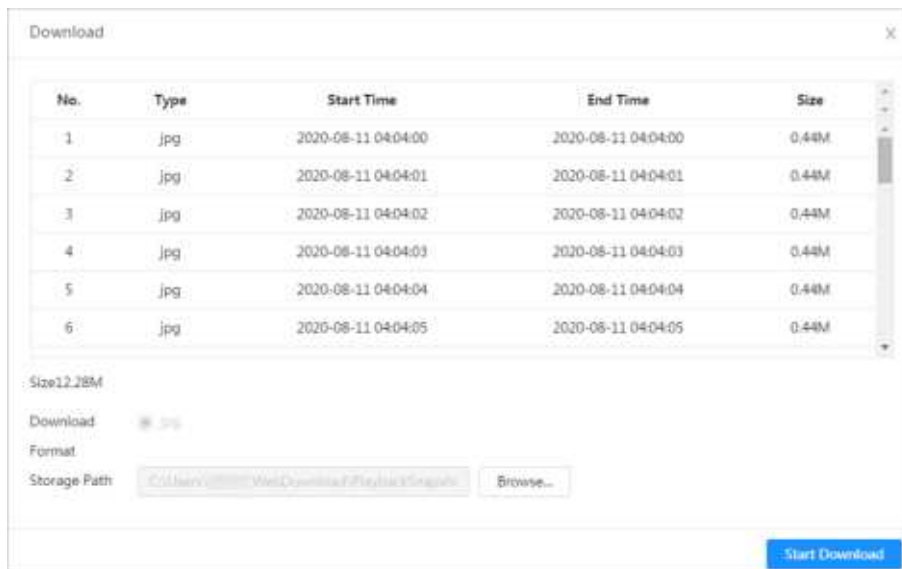 Download X
No. Type Start Time End Time Size
1 jpg 2020-08-11 04:04:00 2020-08-11 04:04:00 0.44M
2 jpg 2020-08-11 04:04:01 2020-08-11 04:04:01 0.44M
3 jpg 2020-08-11 04:04:02 2020-08-11 04:04:02 0.44M
4 jpg 2020-08-11 04:04:03 2020-08-11 04:04:03 0.44M
5 jpg 2020-08-11 04:04:04 2020-08-11 04:04:04 0.44M
6 jpg 2020-08-11 04:04:05 2020-08-11 04:04:05 0.44M
Size12.28M
Download
Format
Storage Path Browse...
Start Download